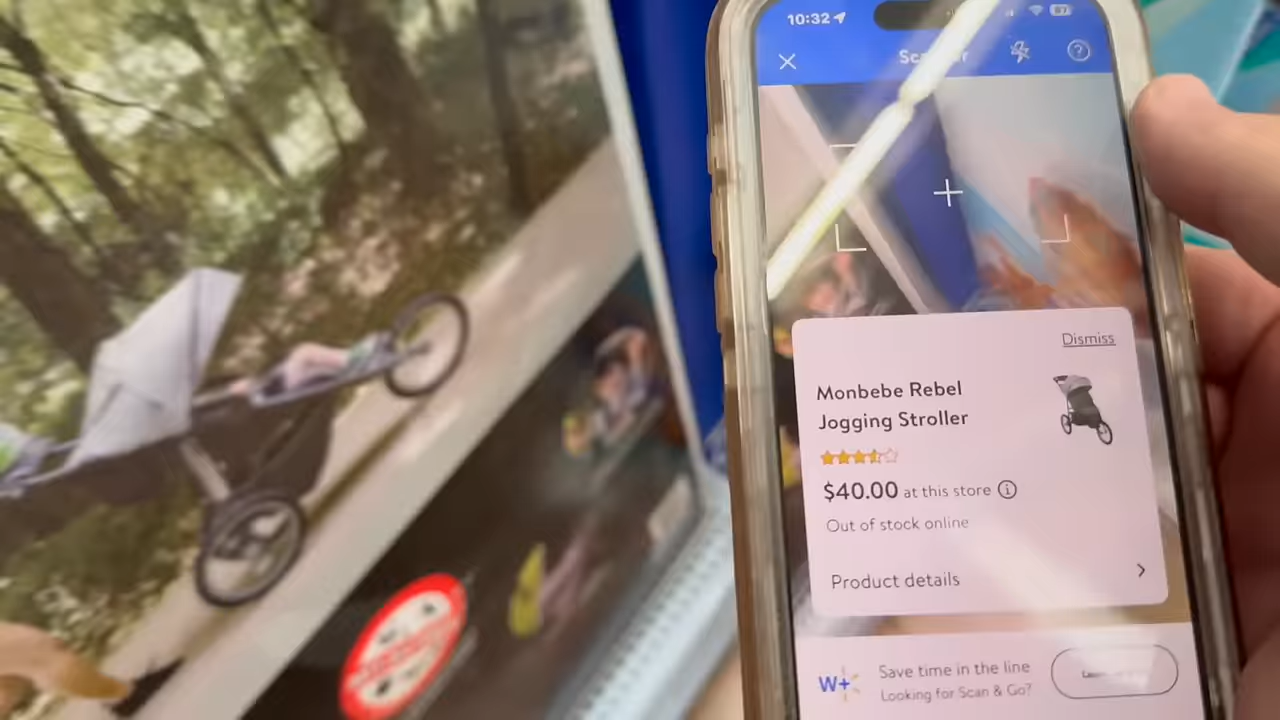 10:32
87
Monbebe Rebel
Jogging Stroller
Dismiss
$40.00 at this store
Out of stock online
Product details
W+
Save time in the line
Looking for Scan & Go?